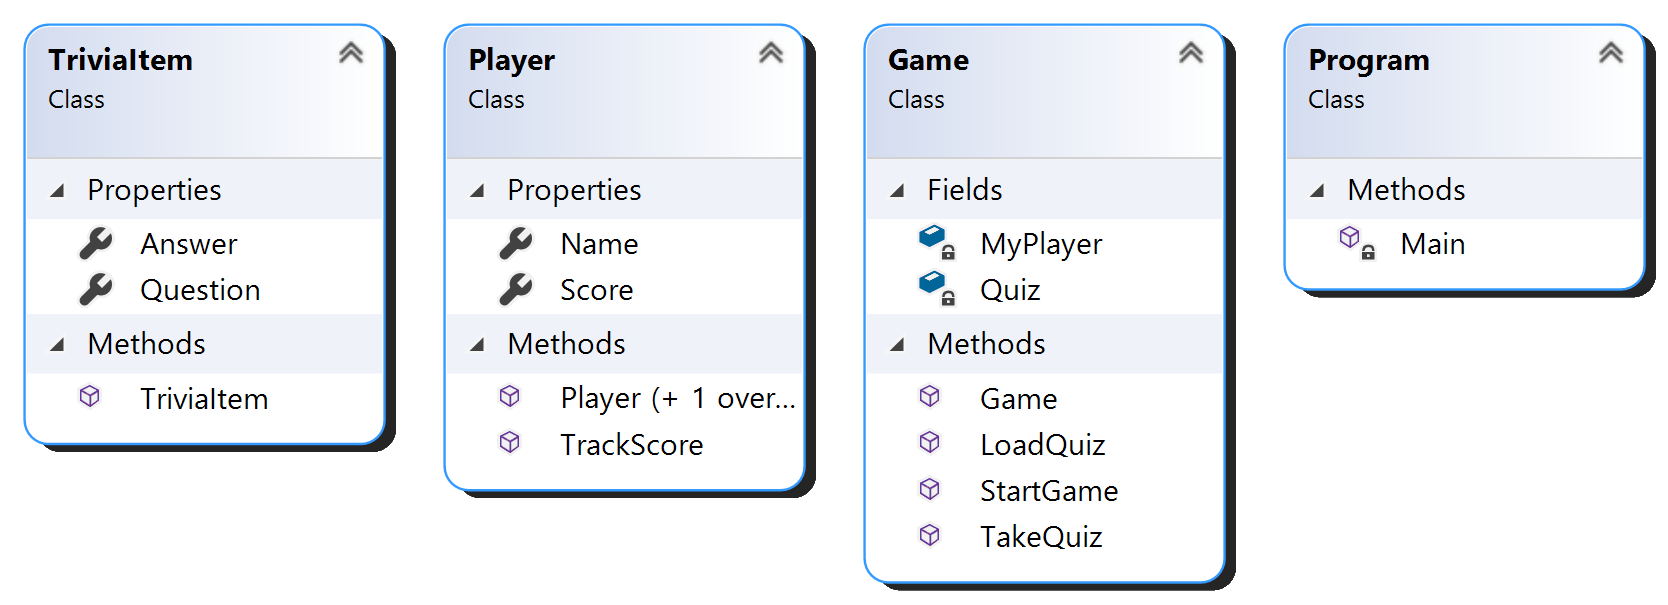 TriviaItem
Class
Properties
Answer
Question
Methods
TriviaItem
Player
Class
Properties
Name
Score
Methods
Player (+ 1 over...
TrackScore
Game
Class
Fields
MyPlayer
Quiz
Methods
Game
LoadQuiz
StartGame
TakeQuiz
Program
Class
Methods
Main